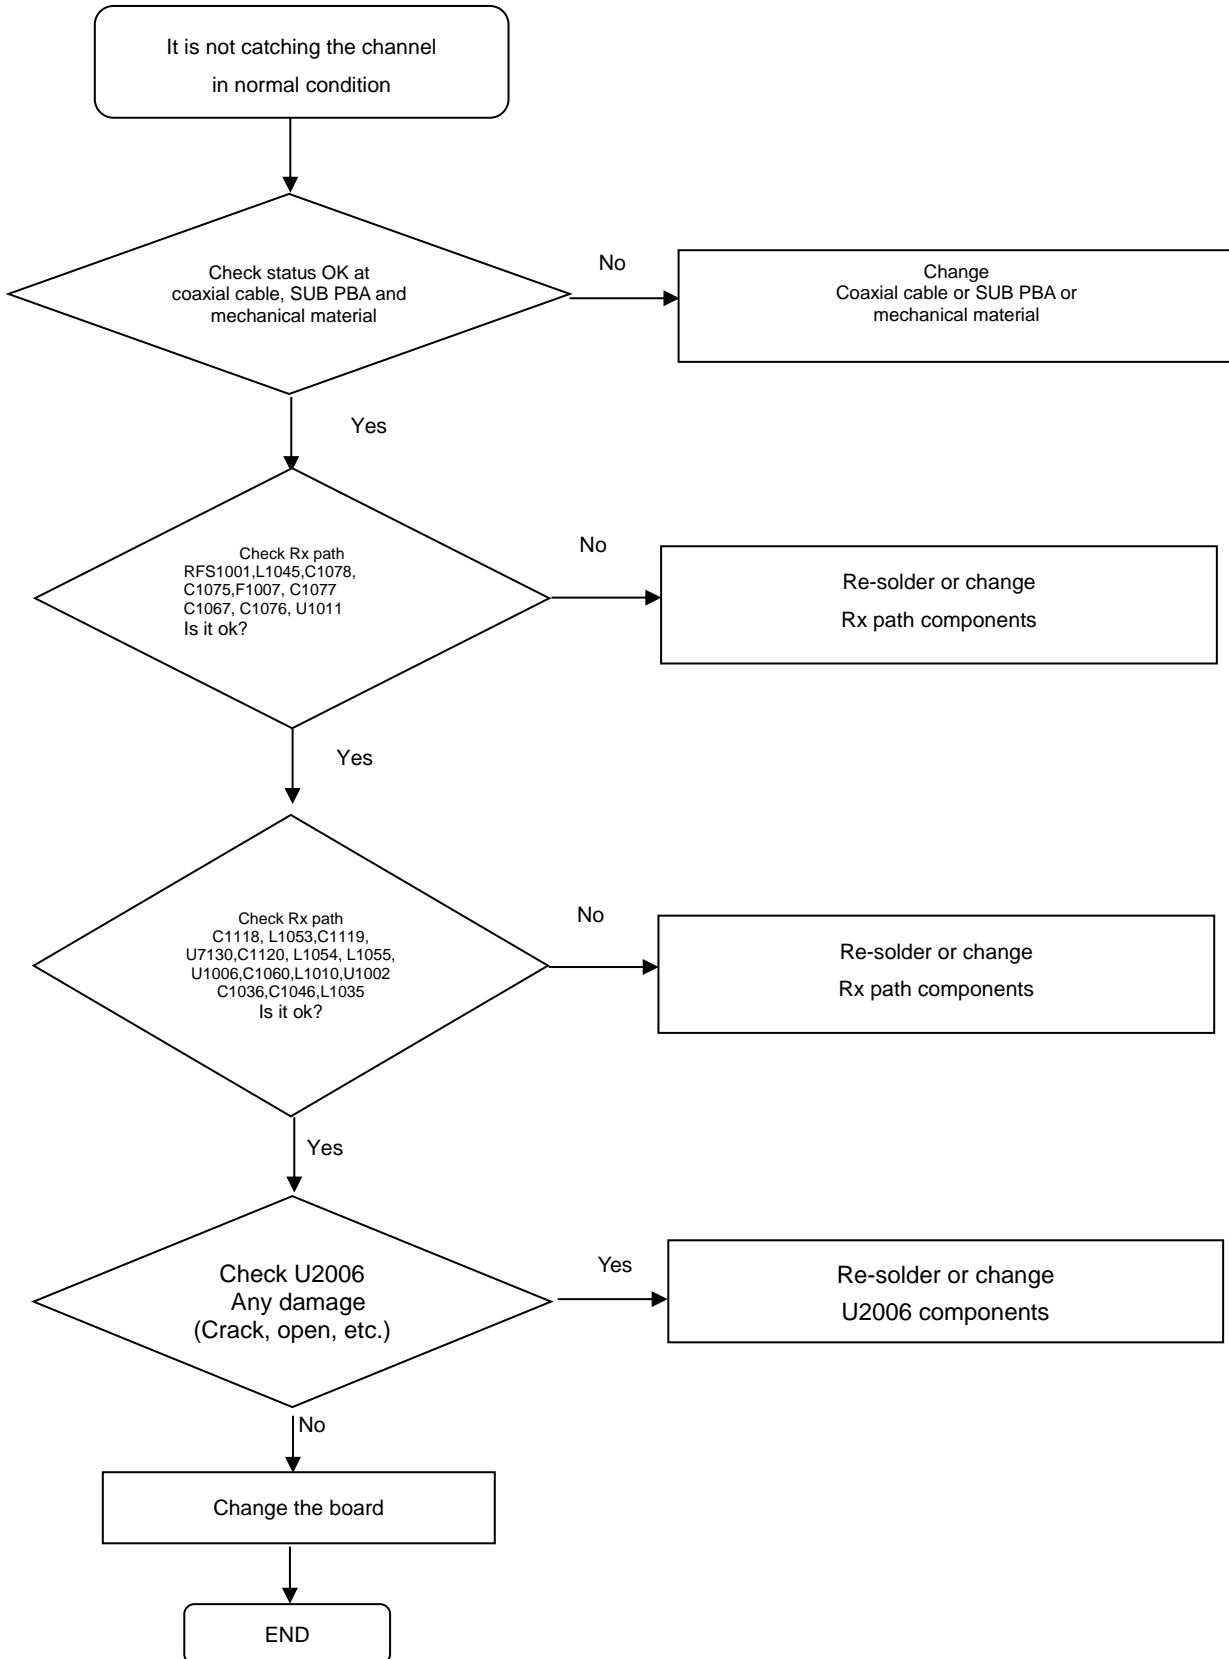 It is not catching the channel
in normal condition
Check status OK at
coaxial cable, SUB PBA and
mechanical material
No
Change
Coaxial cable or SUB PBA or
mechanical material
Yes
Check Rx path
RFS1001,L1045,C1078,
C1075,F1007, C1077
C1067, C1076, U1011
Is it ok?
No
Re-solder or change
Rx path components
Yes
Check Rx path
C1118, L1053,C1119,
U7130,C1120, L1054, L1055,
U1006,C1060,L1010,U1002
C1036,C1046,L1035
Is it ok?
No
Re-solder or change
Rx path components
Yes
Check U2006
Any damage
(Crack, open, etc.)
Yes
Re-solder or change
U2006 components
No
Change the board
END